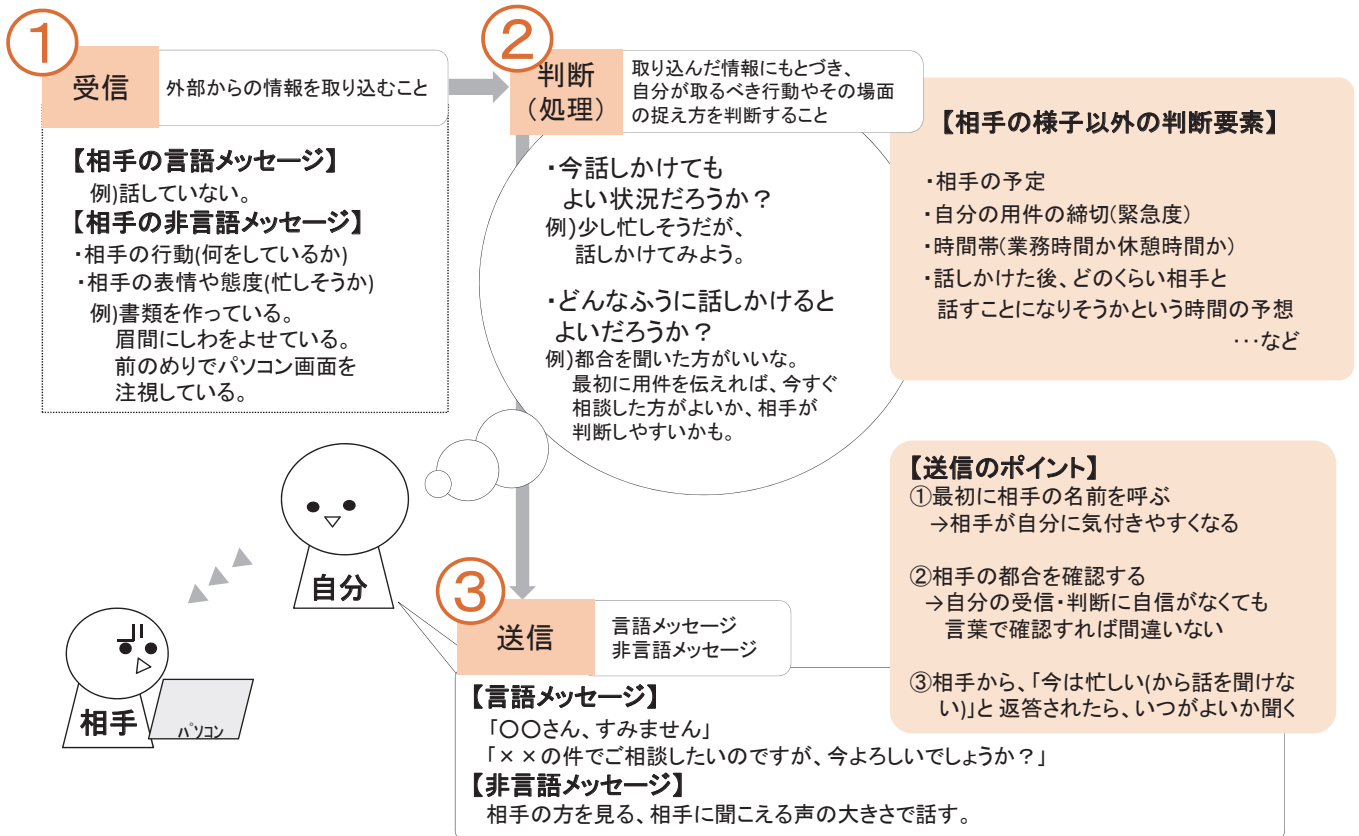 ①
受信
外部からの情報を取り込むこと
【相手の言語メッセージ】
例)話していない。
【相手の非言語メッセージ】
・相手の行動(何をしているか)
・相手の表情や態度(忙しそうか)
例)書類を作っている。
眉間にしわをよせている。
前のめりでパソコン画面を
注視している。
②
判断
(処理)
取り込んだ情報にもとづき、
自分が取るべき行動やその場面
の捉え方を判断すること
・今話しかけても
よい状況だろうか？
例)少し忙しそうだが、
話しかけてみよう。
・どんなふうに話しかけると
よいだろうか？
例)都合を聞いた方がいいな。
最初に用件を伝えれば、今すぐ
相談した方がよいか、相手が
判断しやすいかも。
【相手の様子以外の判断要素】
・相手の予定
・自分の用件の締切(緊急度)
・時間帯(業務時間か休憩時間か)
・話しかけた後、どのくらい相手と
話すことになりそうかという時間の予想
･･･など
自分
相手
パソコン
③
送信
言語メッセージ
非言語メッセージ
【言語メッセージ】
「〇〇さん、すみません」
「××の件でご相談したいのですが、今よろしいでしょうか？」
【非言語メッセージ】
相手の方を見る、相手に聞こえる声の大きさで話す。
【送信のポイント】
①最初に相手の名前を呼ぶ
→相手が自分に気付きやすくなる
②相手の都合を確認する
→自分の受信・判断に自信がなくても
言葉で確認すれば間違いない
③相手から、「今は忙しい(から話を聞けな
い)」と 返答されたら、いつがよいか聞く